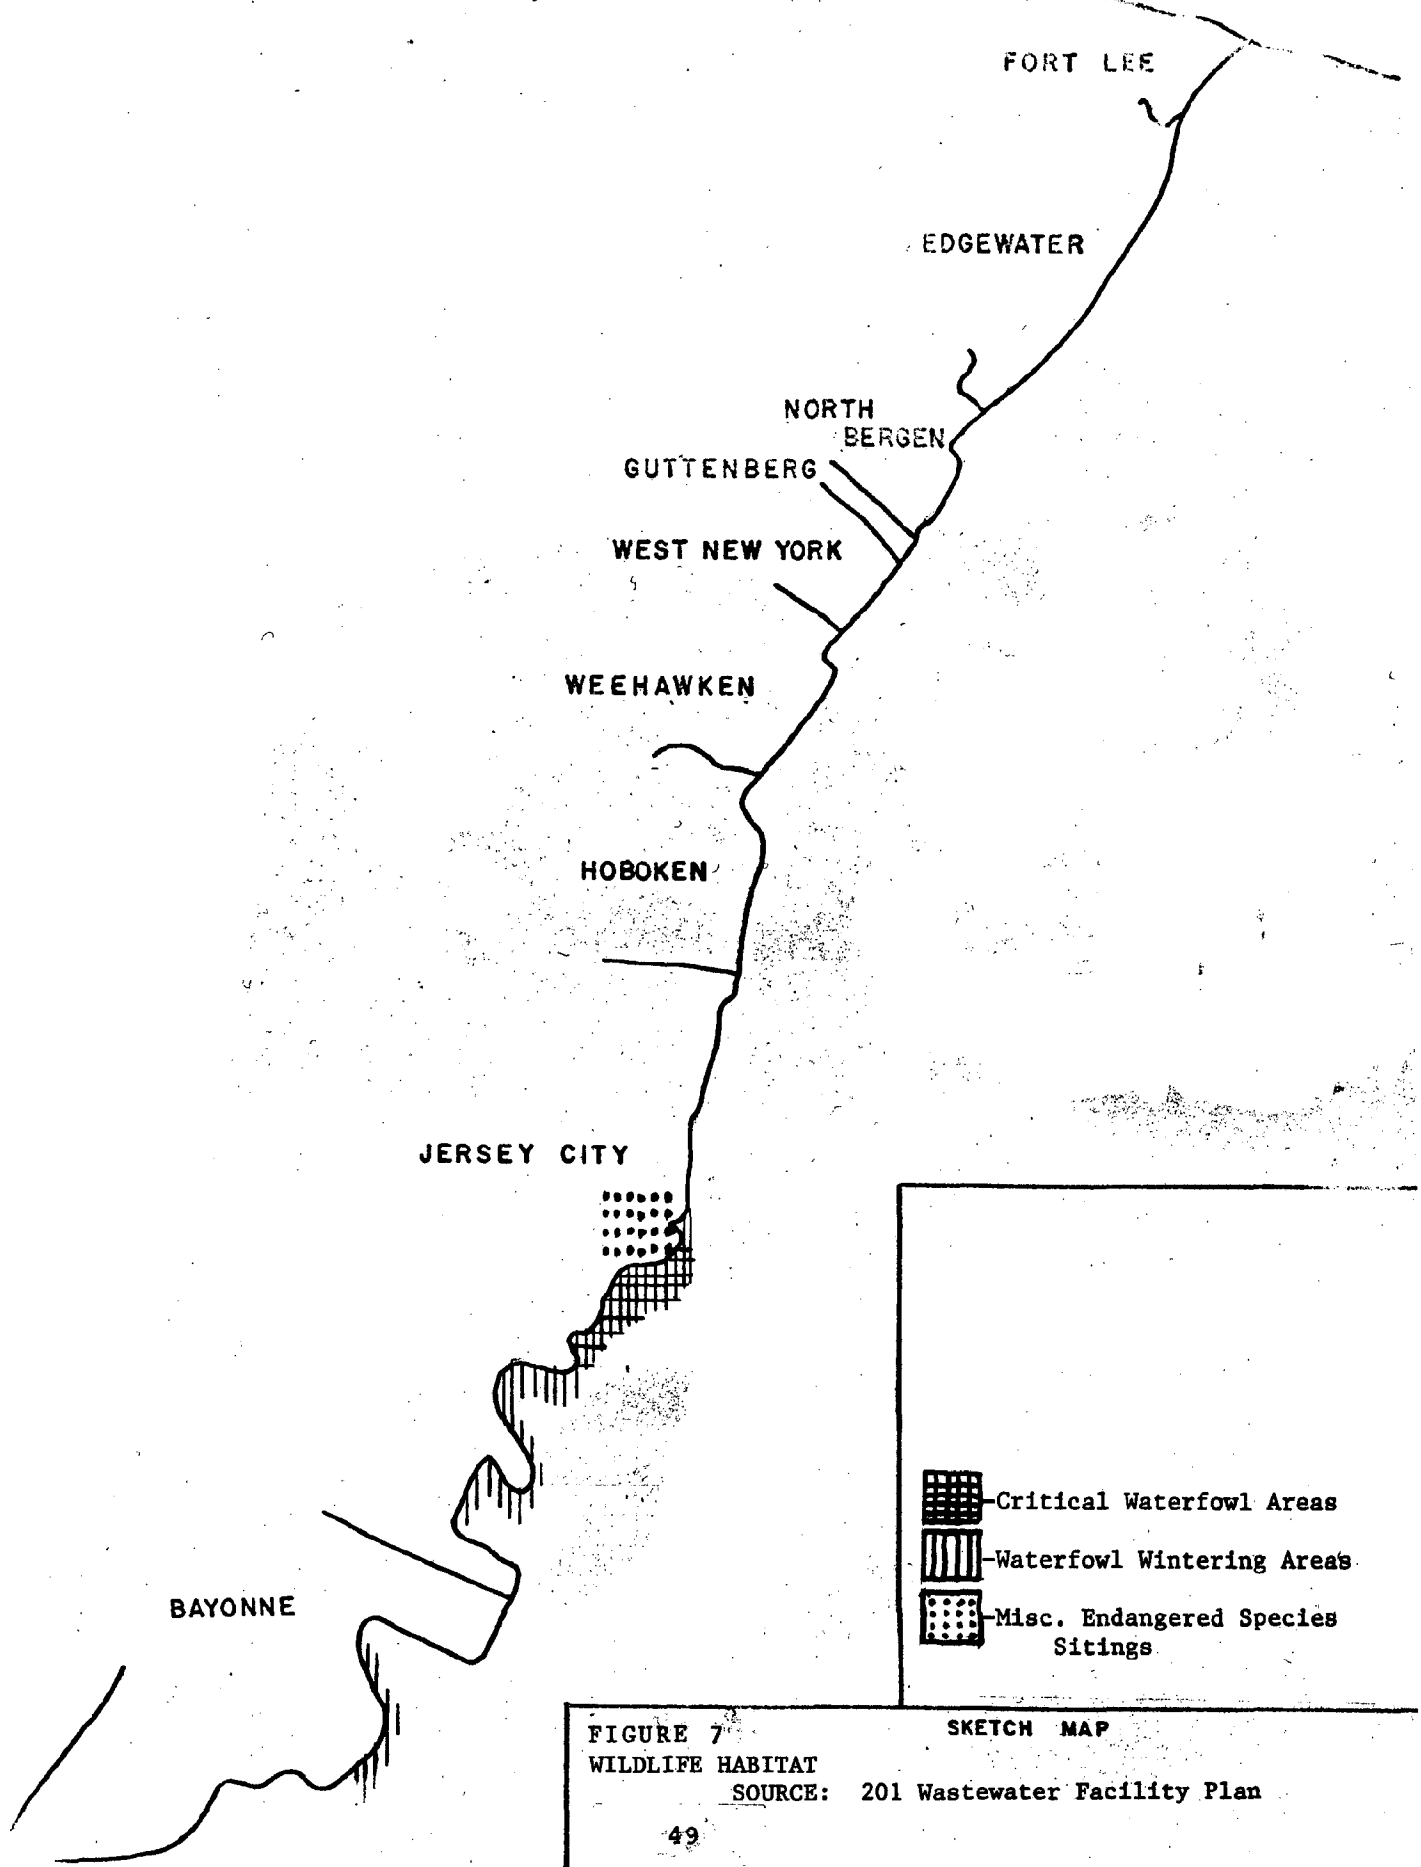 FORT LEE
EDGEWATER
NORTH
BERGEN
GUTTENBERG
WEST NEW YORK
WEEHAWKEN
HOBOKEN
JERSEY CITY
BAYONNE
-Critical Waterfowl Areas
-Waterfowl Wintering Areas
-Misc. Endangered Species
Sitings
FIGURE 7
SKETCH MAP
WILDLIFE HABITAT
SOURCE: 201 Wastewater Facility Plan
49